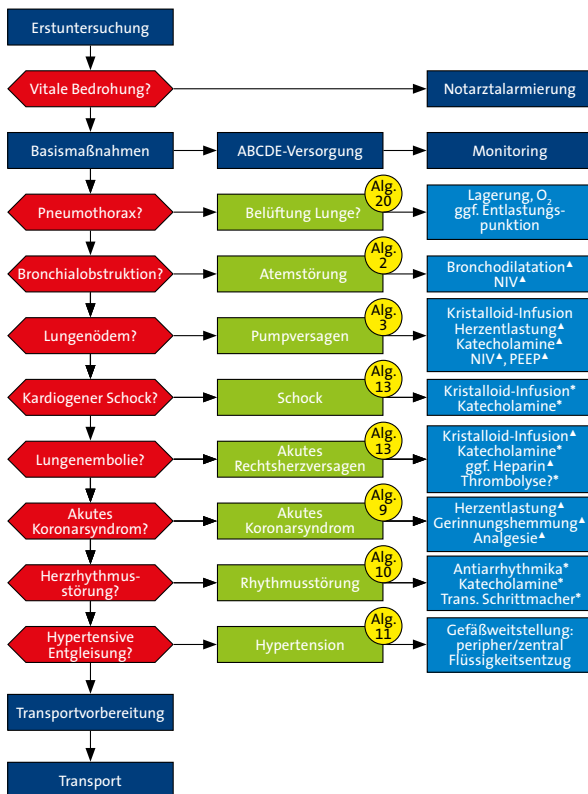 Erstuntersuchung
Vitale Bedrohung?
Notarztalarmierung
Basismaßnahmen
ABCDE-Versorgung
Monitoring
Pneumothorax?
Belüftung Lunge?
Alg.
20
Lagerung, O₂
ggf. Entlastungs-
punktion
Bronchialobstruktion?
Atemstörung
Alg.
2
Bronchodilatation▲
NIV▲
Lungenödem?
Pumpversagen
Alg.
3
Kristalloid-Infusion
Herzentlastung▲
Katecholamine▲
NIV▲, PEEP▲
Kardiogener Schock?
Schock
Alg.
13
Kristalloid-Infusion*
Katecholamine*
Lungenembolie?
Akutes
Rechtsherzversagen
Alg.
13
Kristalloid-Infusion▲
Katecholamine*
ggf. Heparin▲
Thrombolyse?*
Akutes
Koronarsyndrom?
Akutes
Koronarsyndrom
Alg.
9
Herzentlastung▲
Gerinnungshemmung▲
Analgesie▲
Herzrhythmus-
störung?
Rhythmusstörung
Alg.
10
Antiarrhythmika*
Katecholamine*
Trans. Schrittmacher*
Hypertensive
Entgleisung?
Hypertension
Alg.
11
Gefäßweitstellung:
peripher/zentral
Flüssigkeitsentzug
Transportvorbereitung
Transport